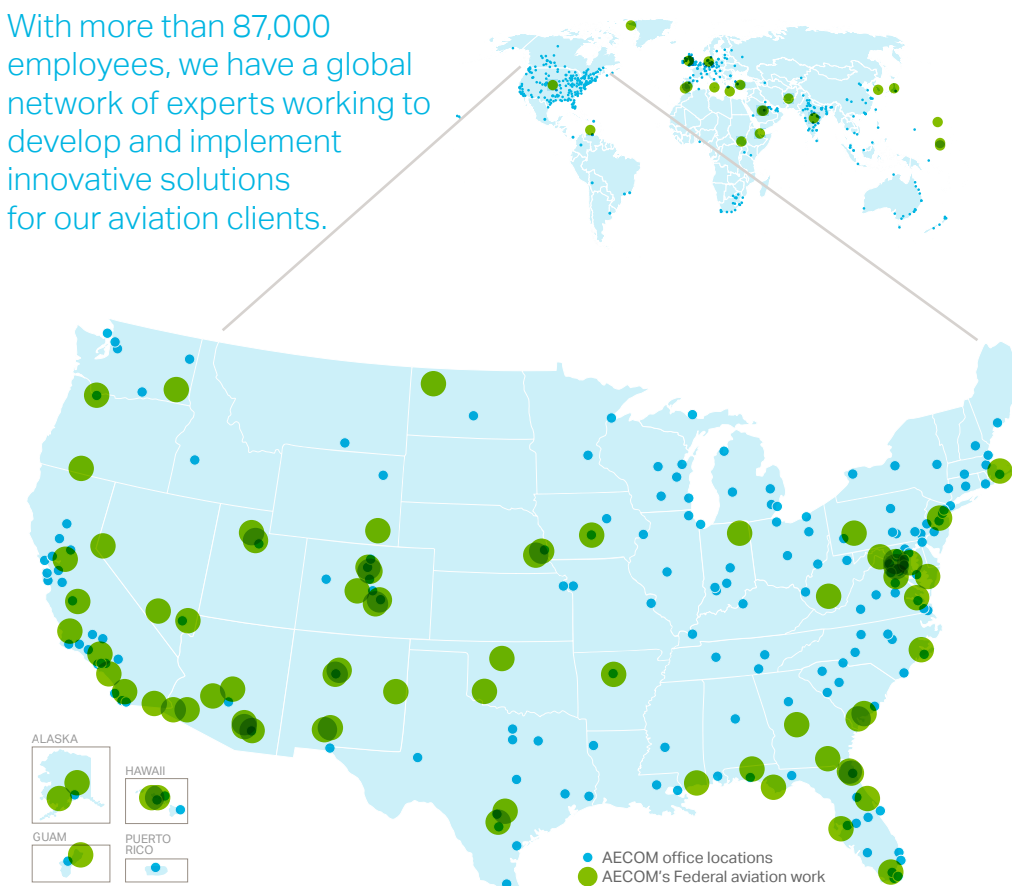 With more than 87,000
employees, we have a global
network of experts working to
develop and implement
innovative solutions
for our aviation clients.
ALASKA
HAWAII
GUAM
PUERTO
RICO
AECOM office locations
AECOM's Federal aviation work